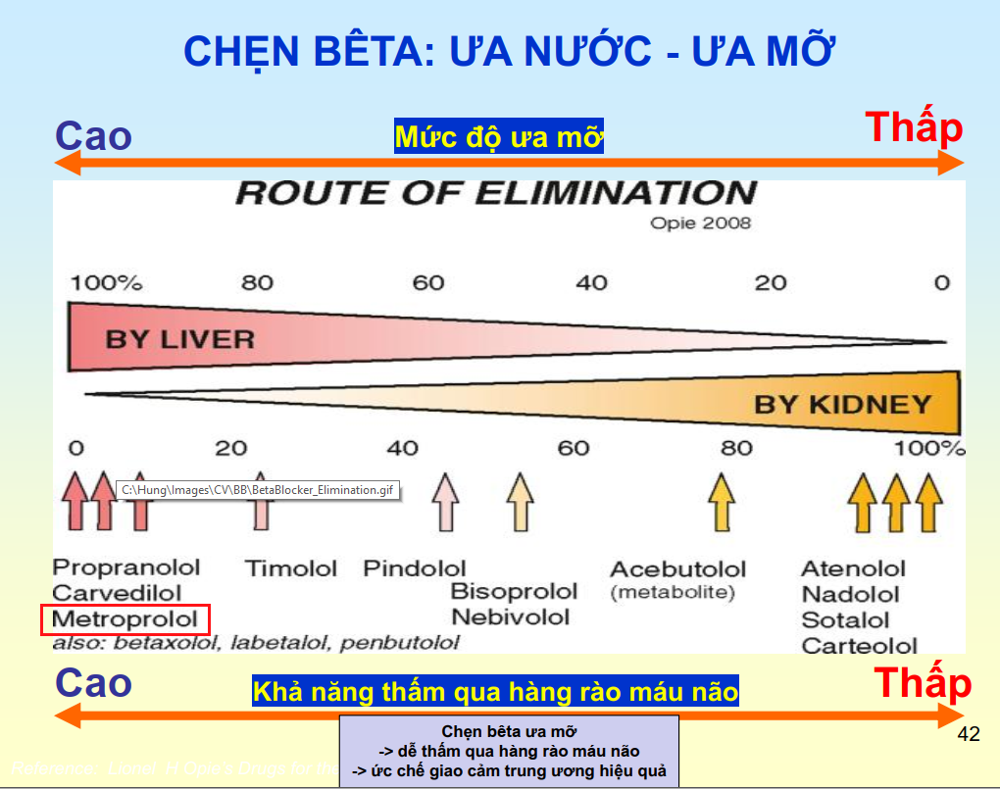 CHẸN BÊTA: ƯA NƯỚC - ƯA MỠ
Cao Mức độ ưa mỡ Thấp
ROUTE OF ELIMINATION
Opie 2008
100% 80 60 40 20 0
BY LIVER
BY KIDNEY
0 20 40 60 80 100%
C:\Hung\Images\CV\BB\BetaBlocker_Elimination.gif
Propranolol Timolol Pindolol Acebutolol Atenolol
Carvedilol Bisoprolol (metabolite) Nadolol
Metroprolol Nebivolol Sotalol
also: betaxolol, labetalol, penbutolol Carteolol
Cao Khả năng thấm qua hàng rào máu não Thấp
42
Chẹn bêta ưa mỡ
-> dễ thấm qua hàng rào máu não
-> ức chế giao cảm trung ương hiệu quả
Reference: Lionel. H Opie's Drugs for the